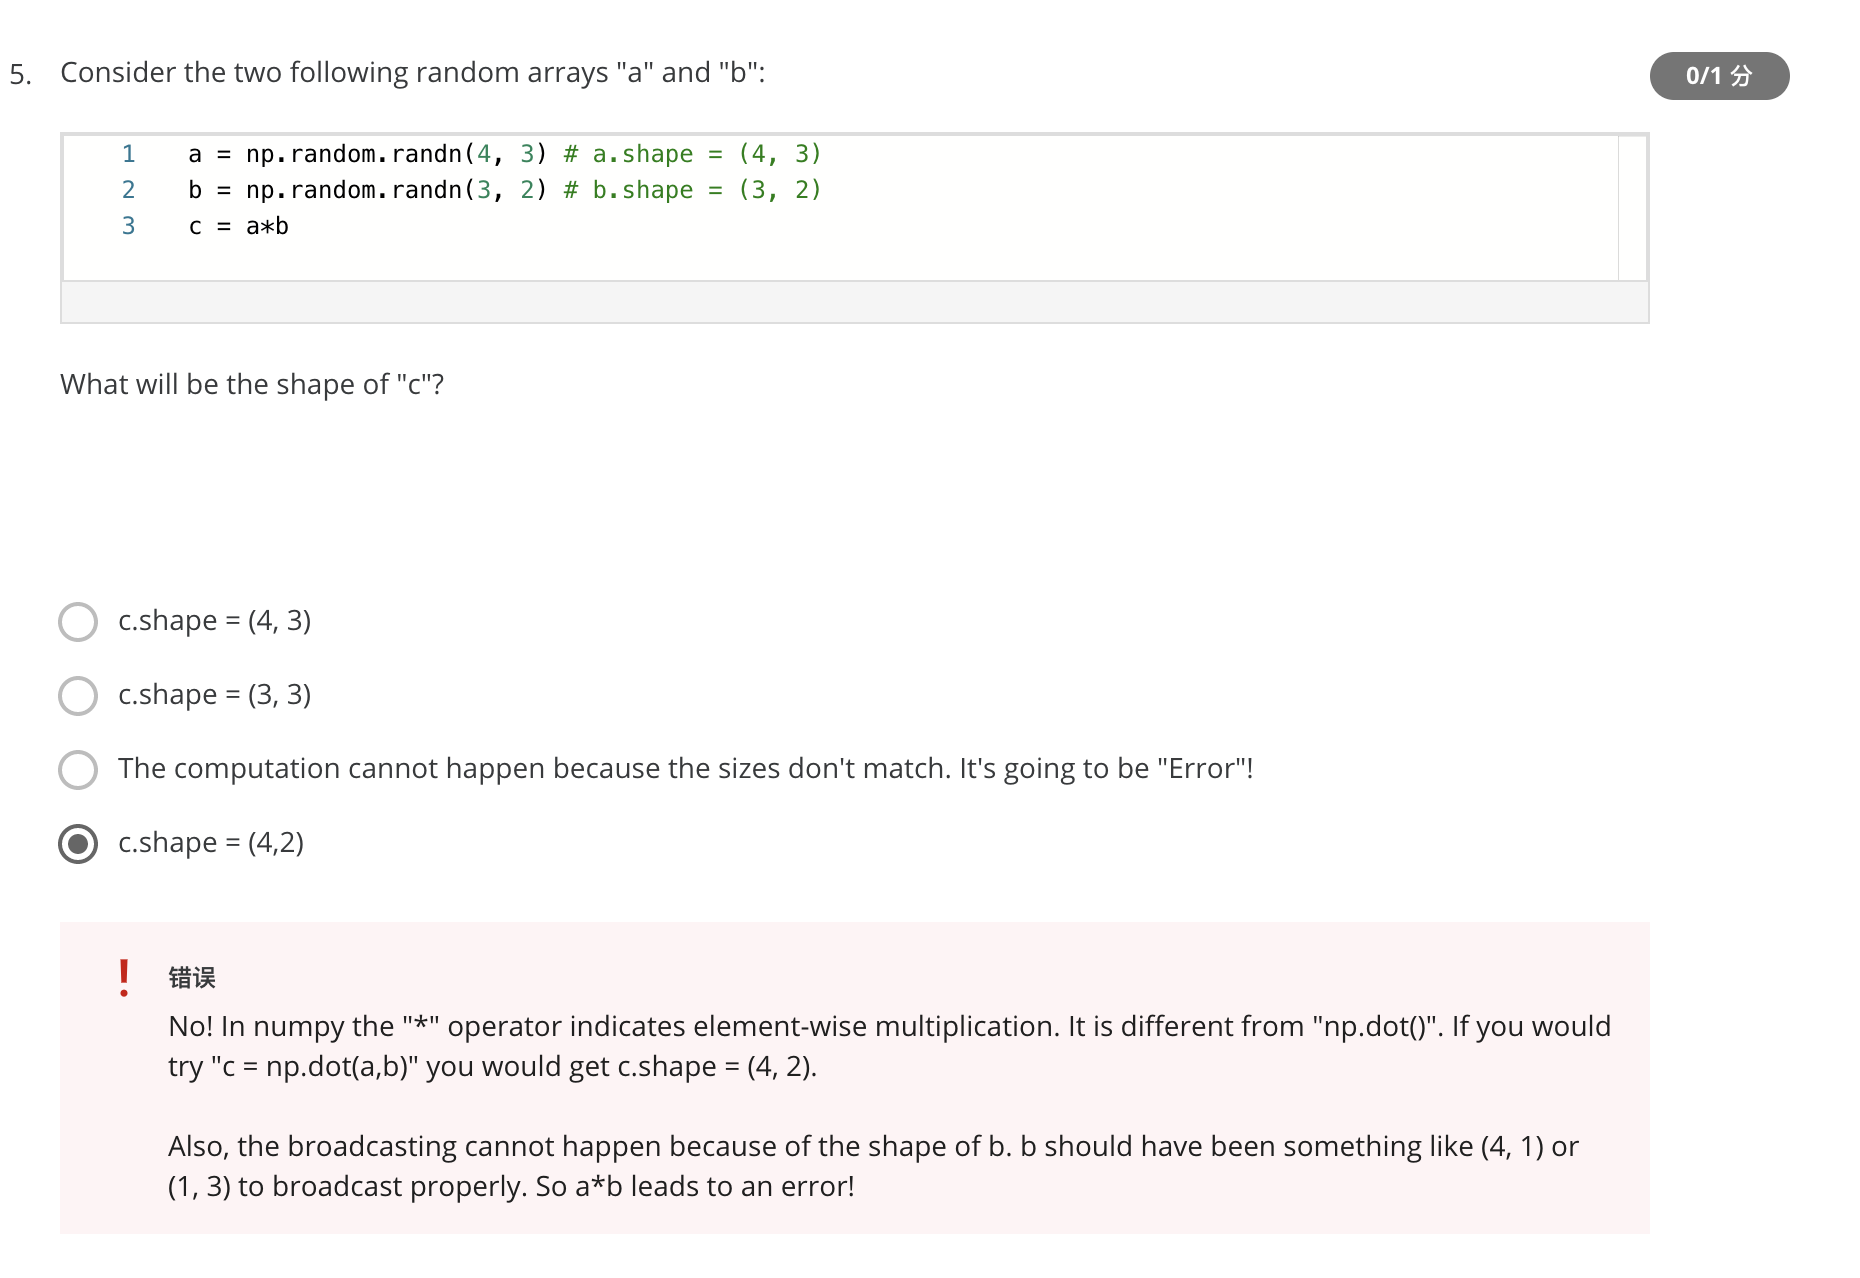 5. Consider the two following random arrays "a" and "b":
0/1 分
1 a = np.random.randn(4, 3) # a.shape = (4, 3)
2 b = np.random.randn(3, 2) # b.shape = (3, 2)
3 c = a*b
What will be the shape of "c"?
c.shape = (4, 3)
c.shape = (3, 3)
The computation cannot happen because the sizes don't match. It's going to be "Error"!
c.shape = (4,2)
! 错误
No! In numpy the "*" operator indicates element-wise multiplication. It is different from "np.dot()". If you would
try "c = np.dot(a,b)" you would get c.shape = (4, 2).
Also, the broadcasting cannot happen because of the shape of b. b should have been something like (4, 1) or
(1, 3) to broadcast properly. So a*b leads to an error!